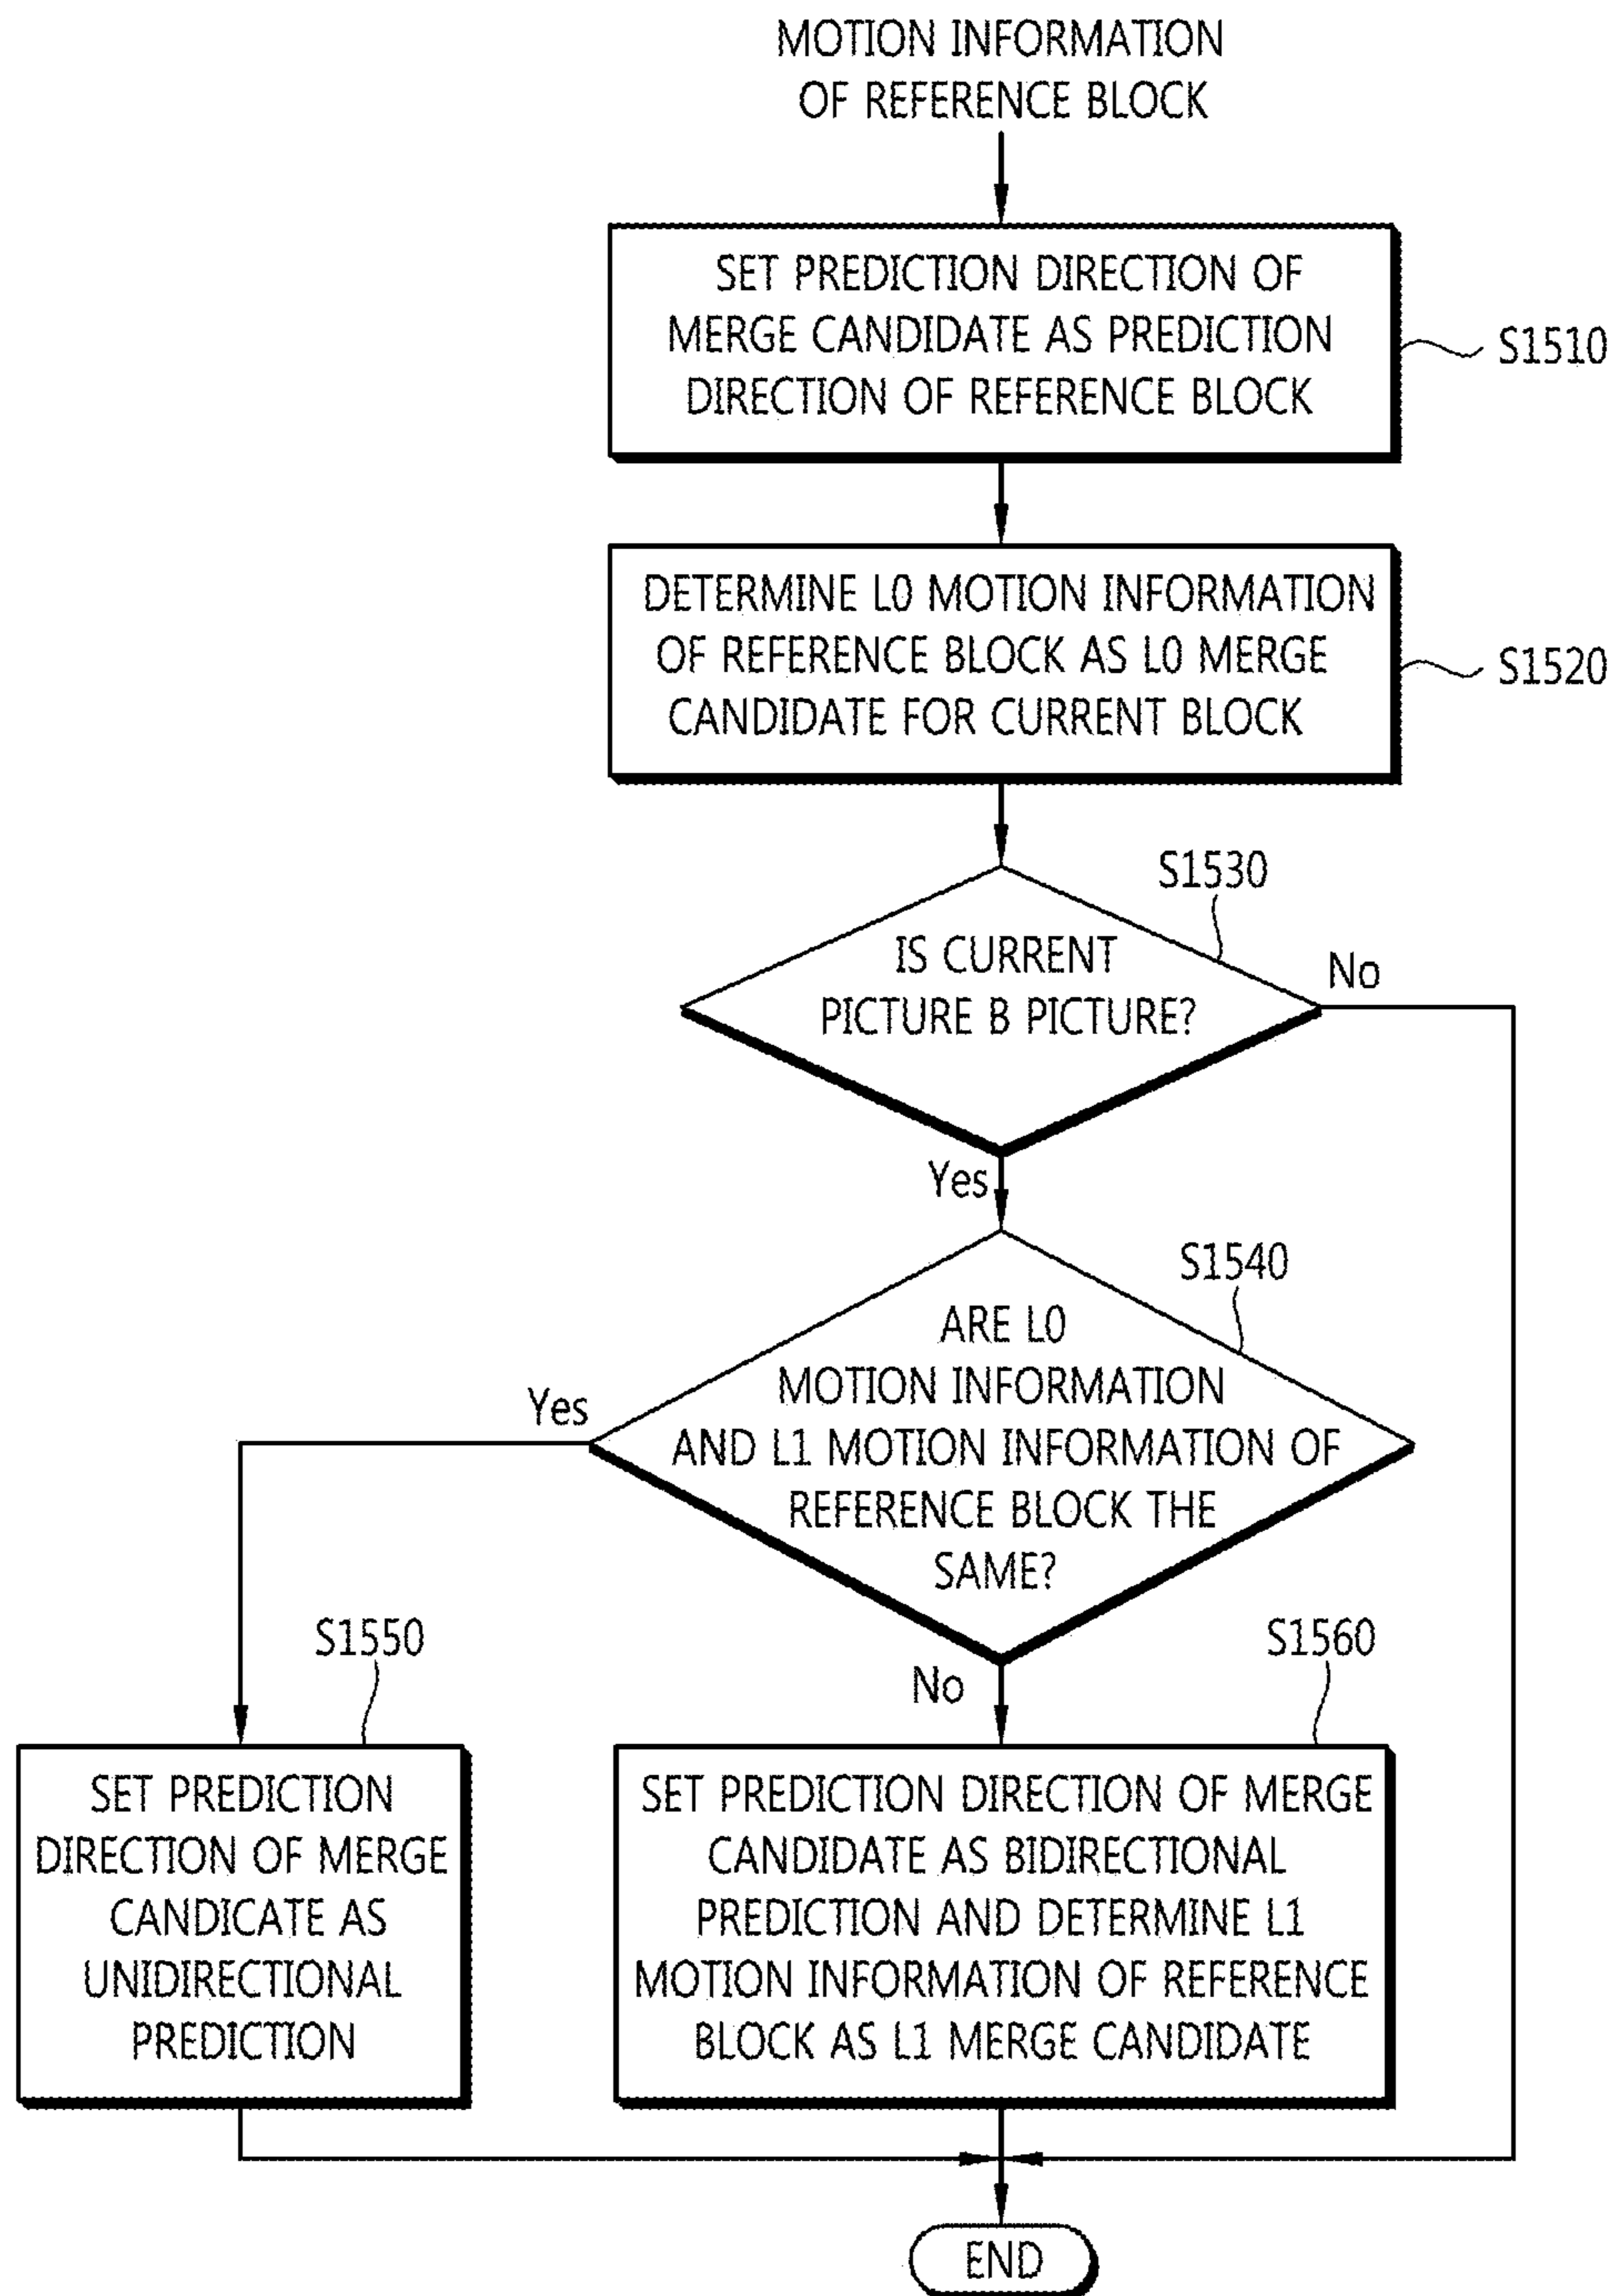 MOTION INFORMATION
OF REFERENCE BLOCK
SET PREDICTION DIRECTION OF
MERGE CANDIDATE AS PREDICTION
DIRECTION OF REFERENCE BLOCK
S1510
DETERMINE L0 MOTION INFORMATION
OF REFERENCE BLOCK AS L0 MERGE
CANDIDATE FOR CURRENT BLOCK
S1520
S1530
IS CURRENT
PICTURE B PICTURE?
No
Yes
S1540
ARE L0
MOTION INFORMATION
AND L1 MOTION INFORMATION OF
REFERENCE BLOCK THE
SAME?
Yes
No
S1550
SET PREDICTION
DIRECTION OF MERGE
CANDICATE AS
UNIDIRECTIONAL
PREDICTION
S1560
SET PREDICTION DIRECTION OF MERGE
CANDIDATE AS BIDIRECTIONAL
PREDICTION AND DETERMINE L1
MOTION INFORMATION OF REFERENCE
BLOCK AS L1 MERGE CANDIDATE
END